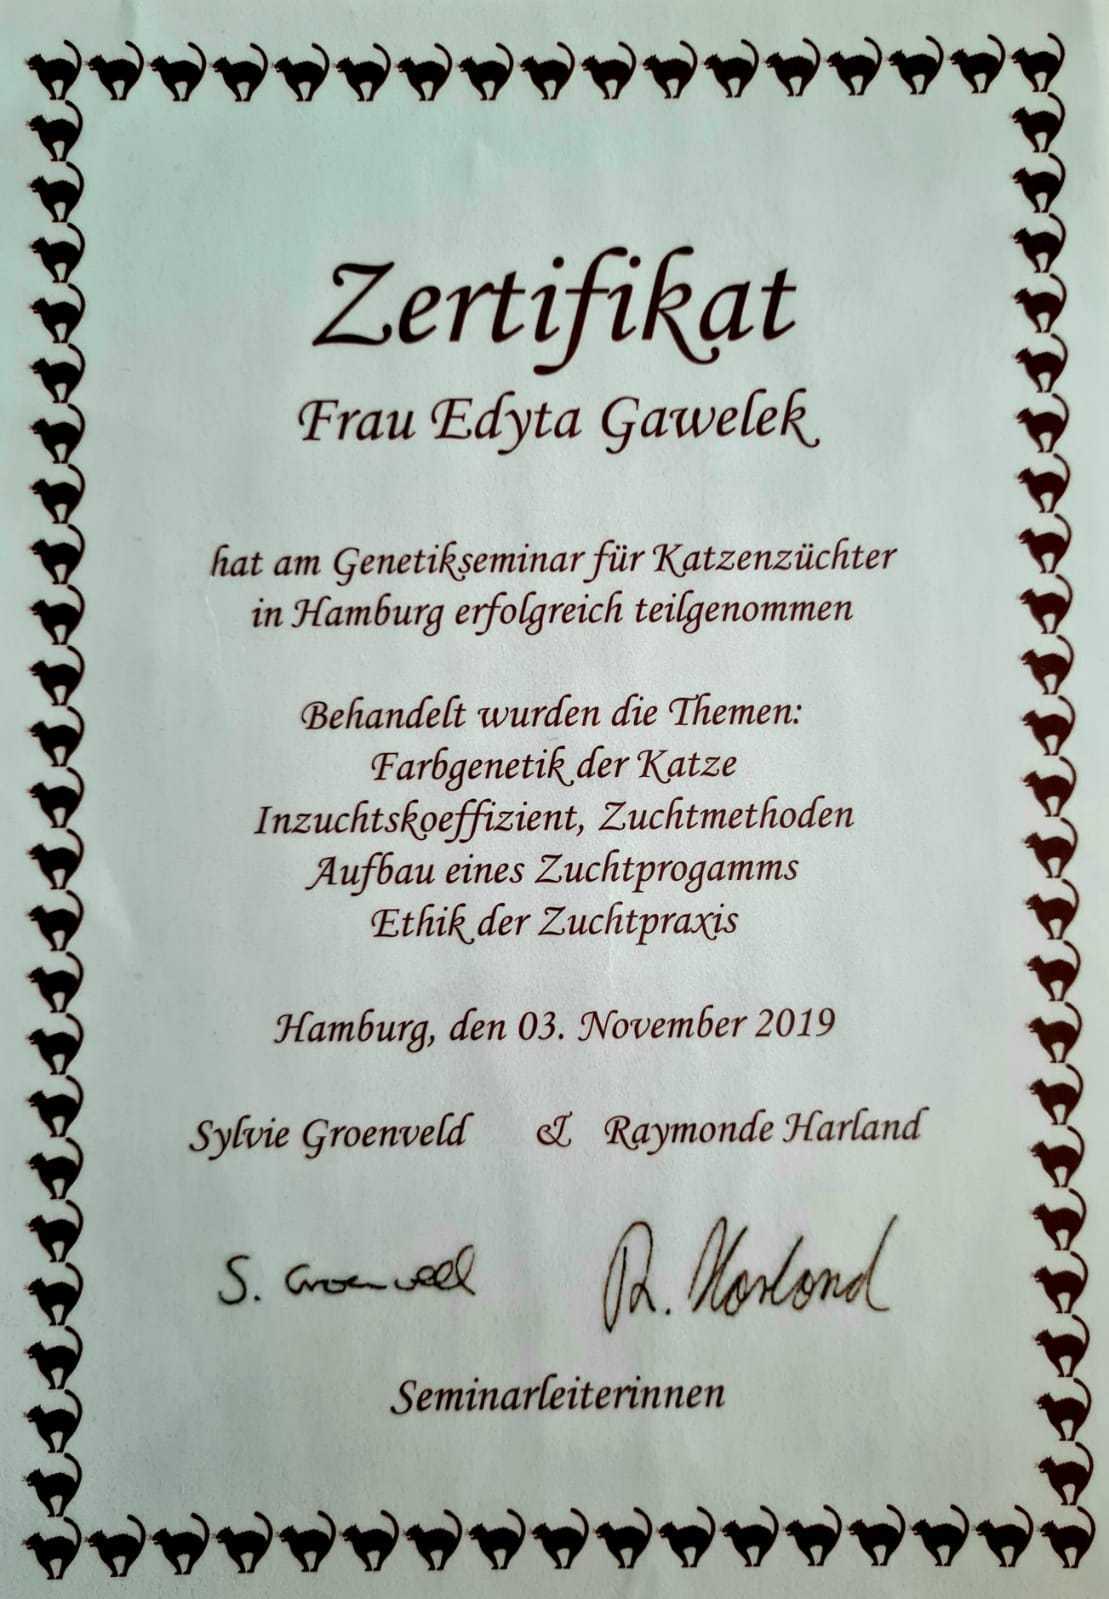 Zertifikat
Frau Edyta Gawelek
hat am Genetikseminar für Katzenzüchter
in Hamburg erfolgreich teilgenommen
Behandelt wurden die Themen:
Farbgenetik der Katze
Inzuchtskoeffizient, Zuchtmethoden
Aufbau eines Zuchtprogamms
Ethik der Zuchtpraxis
Hamburg, den 03. November 2019
Sylvie Groenveld & Raymonde Harland
S. Groenveld R. Harland
Seminarleiterinnen